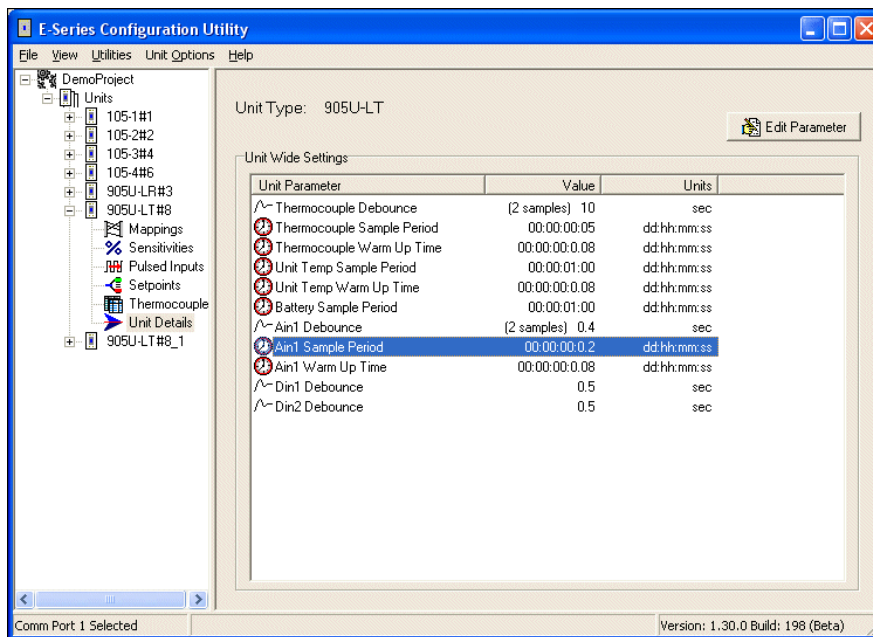 E-Series Configuration Utility
File View Utilities Unit Options Help
DemoProject
Units
105-1#1
105-2#2
105-3#4
105-4#6
905U-LR#3
905U-LT#8
Mappings
Sensitivities
Pulsed Inputs
Setpoints
Thermocouple
Unit Details
905U-LT#8_1
Unit Type: 905U-LT
Edit Parameter
Unit Wide Settings
Unit Parameter Value Units
Thermocouple Debounce (2 samples) 10 sec
Thermocouple Sample Period 00:00:00:05 dd:hh:mm:ss
Thermocouple Warm Up Time 00:00:00:0.08 dd:hh:mm:ss
Unit Temp Sample Period 00:00:01:00 dd:hh:mm:ss
Unit Temp Warm Up Time 00:00:00:0.08 dd:hh:mm:ss
Battery Sample Period 00:00:01:00 dd:hh:mm:ss
Ain1 Debounce (2 samples) 0.4 sec
Ain1 Sample Period 00:00:00:0.2 dd:hh:mm:ss
Ain1 Warm Up Time 00:00:00:0.08 dd:hh:mm:ss
Din1 Debounce 0.5 sec
Din2 Debounce 0.5 sec
Comm Port 1 Selected
Version: 1.30.0 Build: 198 (Beta)